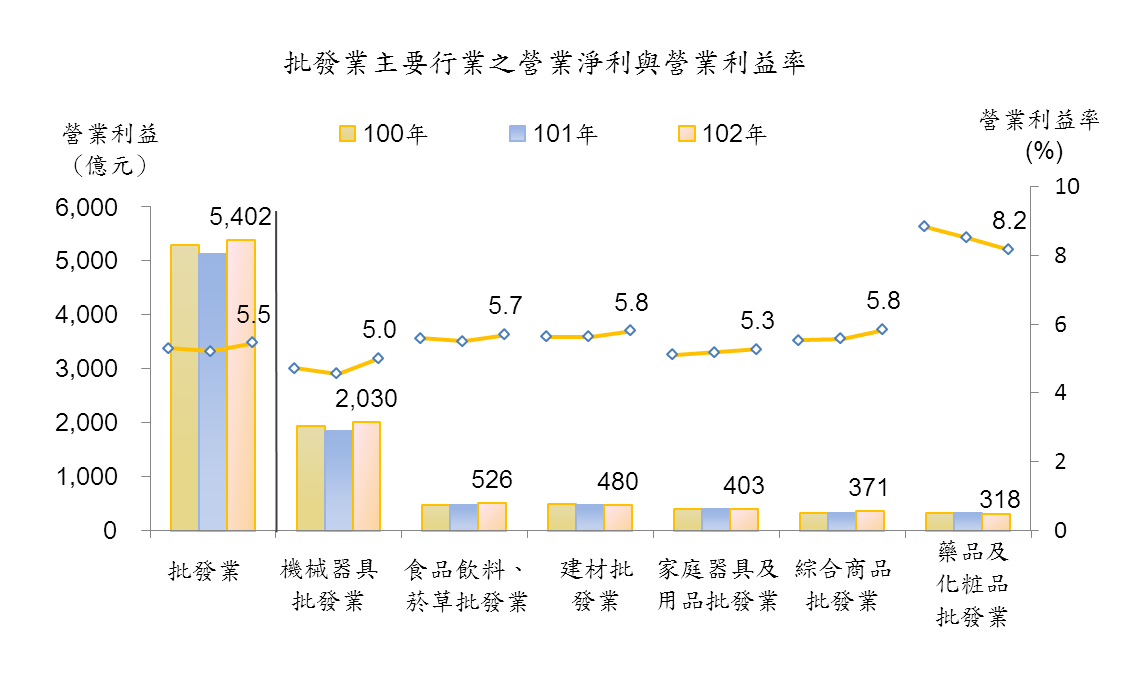 批發業主要行業之營業淨利與營業利益率
100年
101年
102年
營業利益
(億元)
營業利益率
(%)
6,000
5,000
4,000
3,000
2,000
1,000
0
10
8
6
4
2
0
5,402
2,030
526
480
403
371
318
5.5
5.0
5.7
5.8
5.3
5.8
8.2
批發業
機械器具
批發業
食品飲料、
菸草批發業
建材批
發業
家庭器具及
用品批發業
綜合商品
批發業
藥品及
化粧品
批發業